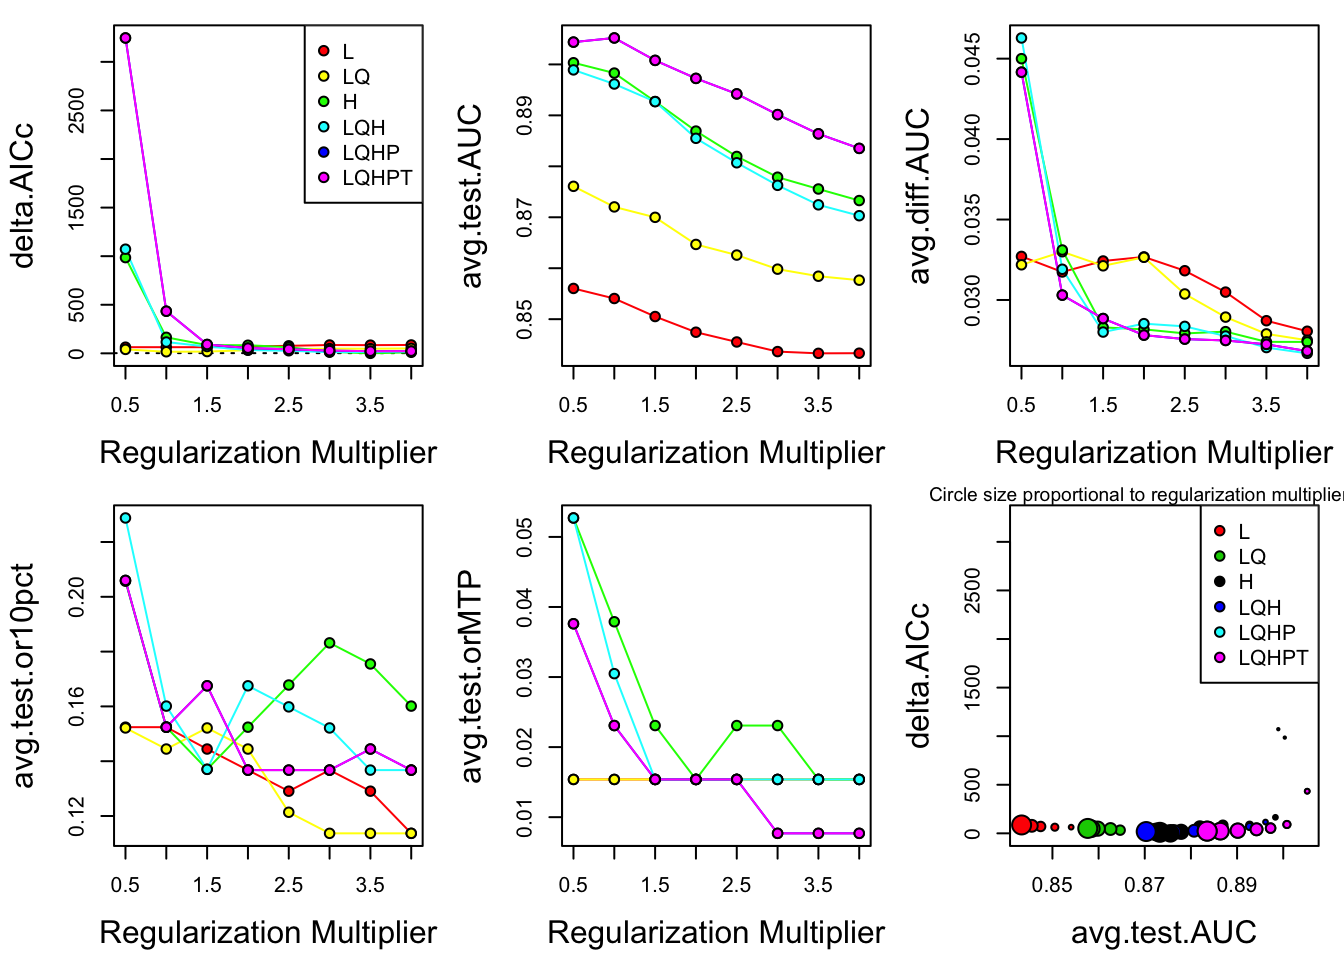 delta.AICc
0
500
1500
2500
0.5
1.5
2.5
3.5
Regularization Multiplier
L
LQ
H
LQH
LQHP
LQHPT
avg.test.AUC
0.85
0.87
0.89
0.5
1.5
2.5
3.5
Regularization Multiplier
avg.diff.AUC
0.030
0.035
0.040
0.045
0.5
1.5
2.5
3.5
Regularization Multiplier
avg.test.or10pct
0.12
0.16
0.20
0.5
1.5
2.5
3.5
Regularization Multiplier
avg.test.orMTP
0.01
0.02
0.03
0.04
0.05
0.5
1.5
2.5
3.5
Regularization Multiplier
Circle size proportional to regularization multiplier
delta.AICc
0
500
1500
2500
0.85
0.87
0.89
avg.test.AUC
L
LQ
H
LQH
LQHP
LQHPT